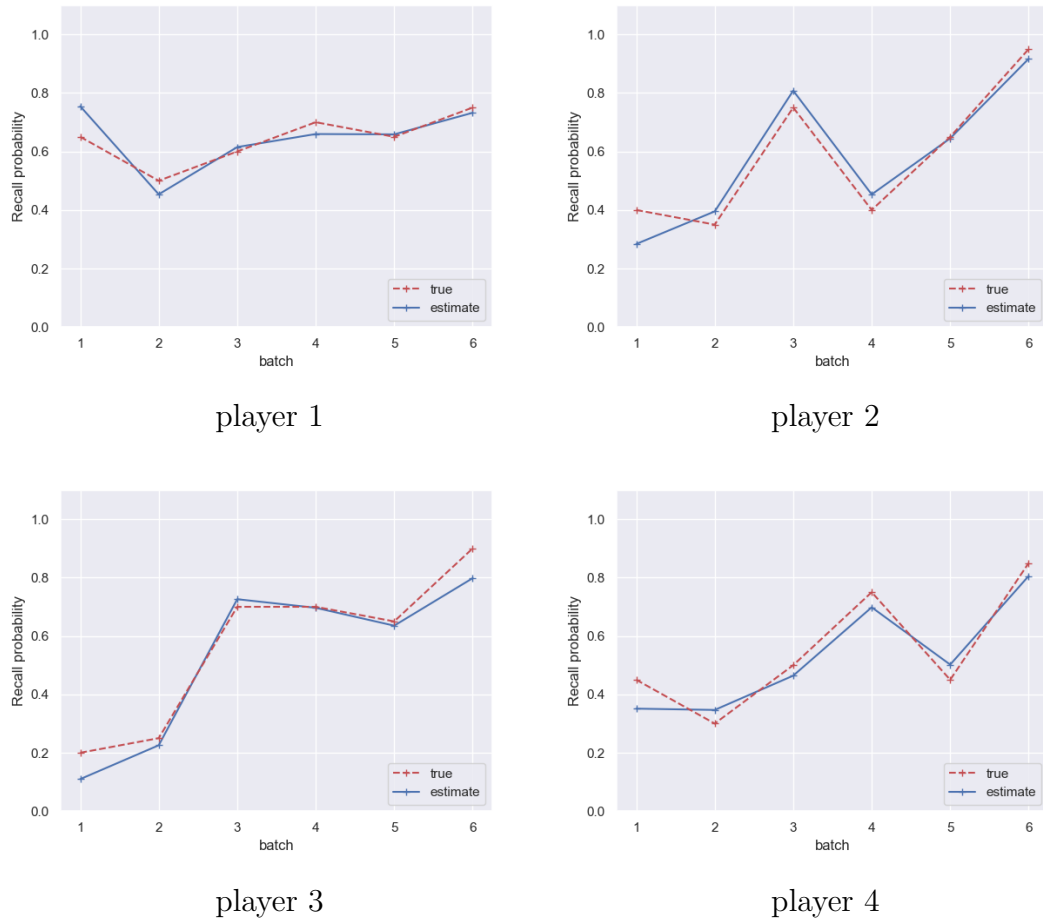 1.0
0.8
0.6
0.4
0.2
0.0
Recall probability
1 2 3 4 5 6
batch
true
estimate
player 1
1.0
0.8
0.6
0.4
0.2
0.0
Recall probability
1 2 3 4 5 6
batch
true
estimate
player 2
1.0
0.8
0.6
0.4
0.2
0.0
Recall probability
1 2 3 4 5 6
batch
true
estimate
player 3
1.0
0.8
0.6
0.4
0.2
0.0
Recall probability
1 2 3 4 5 6
batch
true
estimate
player 4